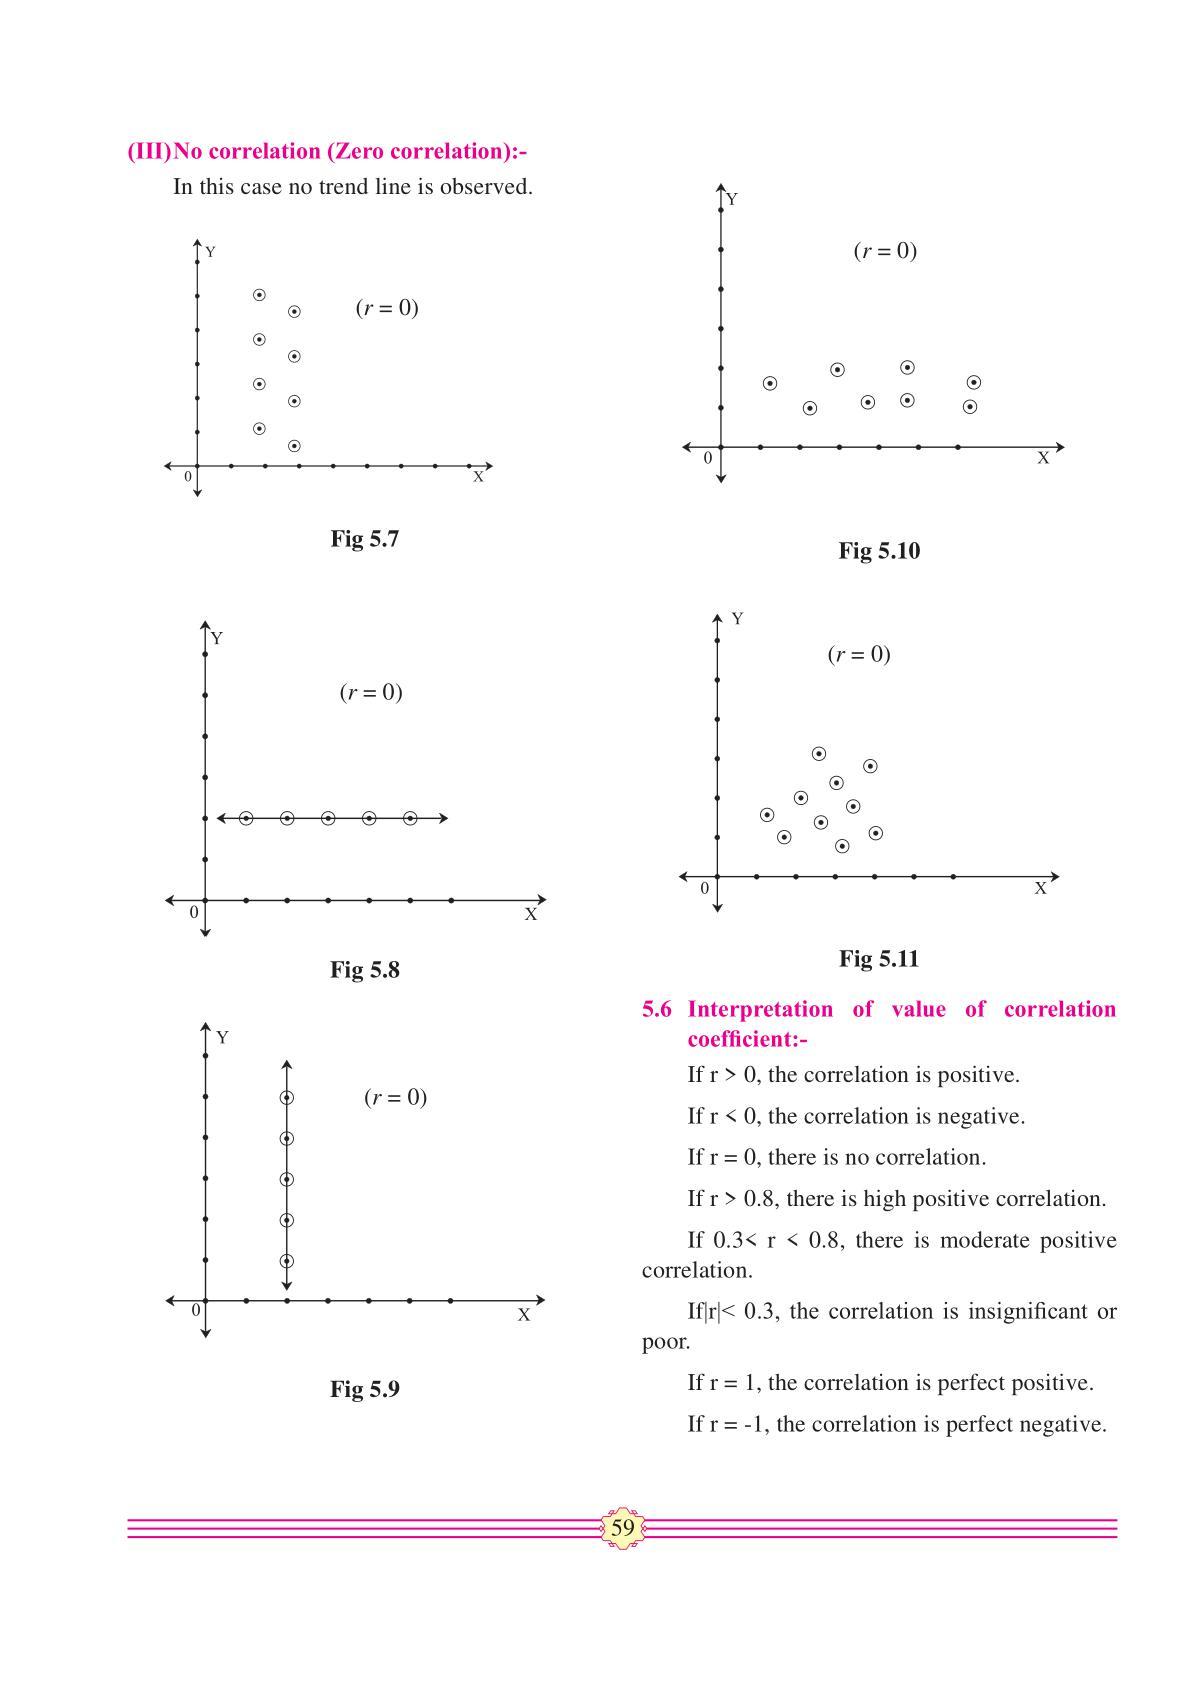 (III) No correlation (Zero correlation):-
In this case no trend line is observed.
Y
(r = 0)
0
X
Fig 5.7
Y
(r = 0)
0
X
Fig 5.8
Y
(r = 0)
0
X
Fig 5.9
Y
(r = 0)
0
X
Fig 5.10
Y
(r = 0)
0
X
Fig 5.11
5.6 Interpretation of value of correlation
coefficient:-
If r > 0, the correlation is positive.
If r < 0, the correlation is negative.
If r = 0, there is no correlation.
If r > 0.8, there is high positive correlation.
If 0.3< r < 0.8, there is moderate positive
correlation.
If|r|< 0.3, the correlation is insignificant or
poor.
If r = 1, the correlation is perfect positive.
If r = -1, the correlation is perfect negative.
59